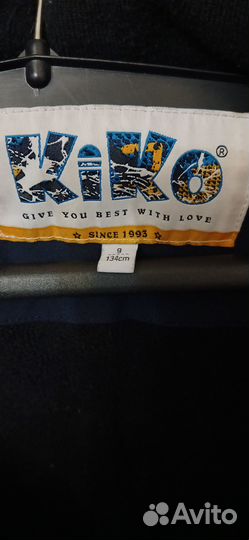 KiKO ®
GIVE YOU BEST WITH LOVE
☆ SINCE 1993 ☆
9
134cm
Avito